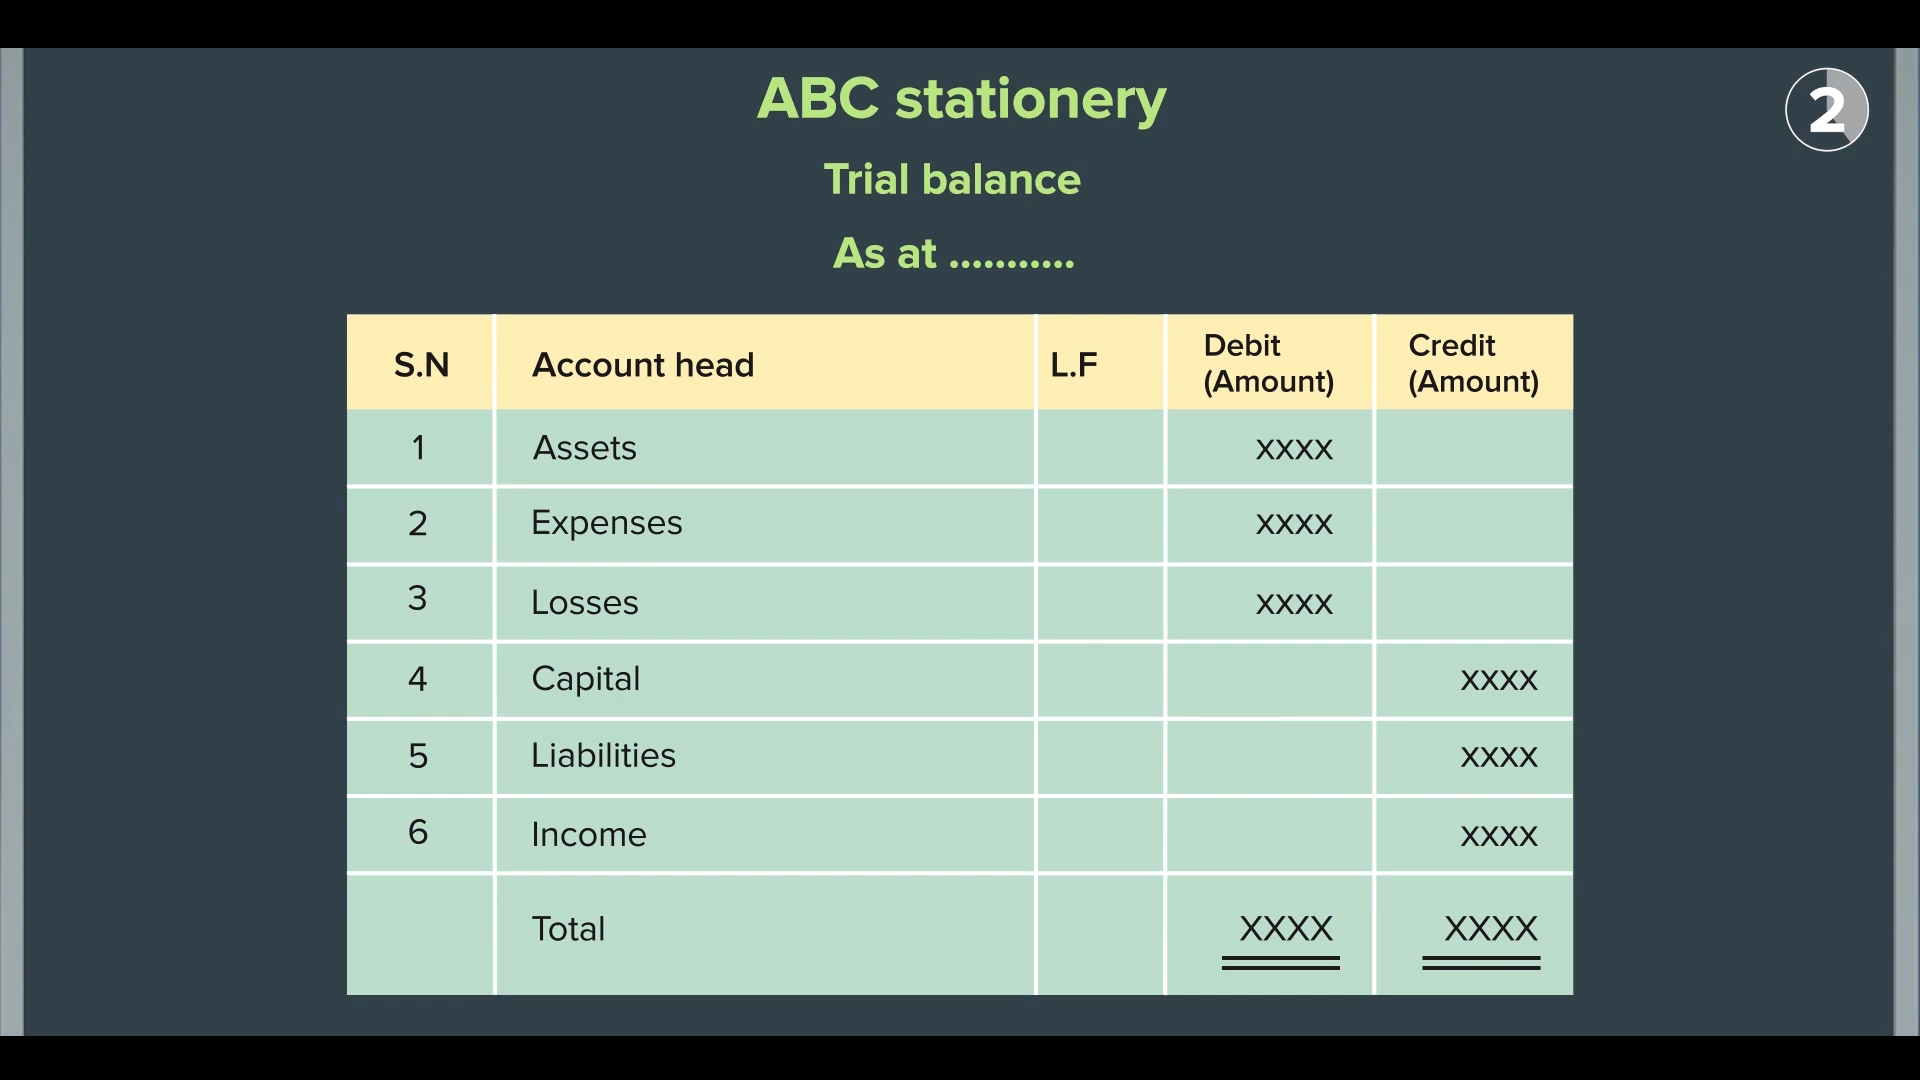 ABC stationery
2
Trial balance
As at ...........
S.N Account head L.F Debit (Amount) Credit (Amount)
1 Assets xxxx
2 Expenses xxxx
3 Losses xxxx
4 Capital xxxx
5 Liabilities xxxx
6 Income xxxx
Total XXXX XXXX